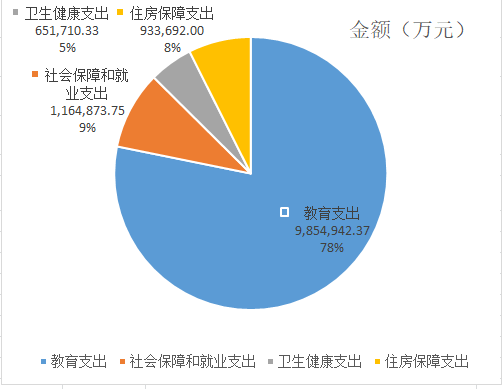 金额（万元）
卫生健康支出
651,710.33
5%
住房保障支出
933,692.00
8%
社会保障和就
业支出
1,164,873.75
9%
教育支出
9,854,942.37
78%
教育支出 社会保障和就业支出 卫生健康支出 住房保障支出